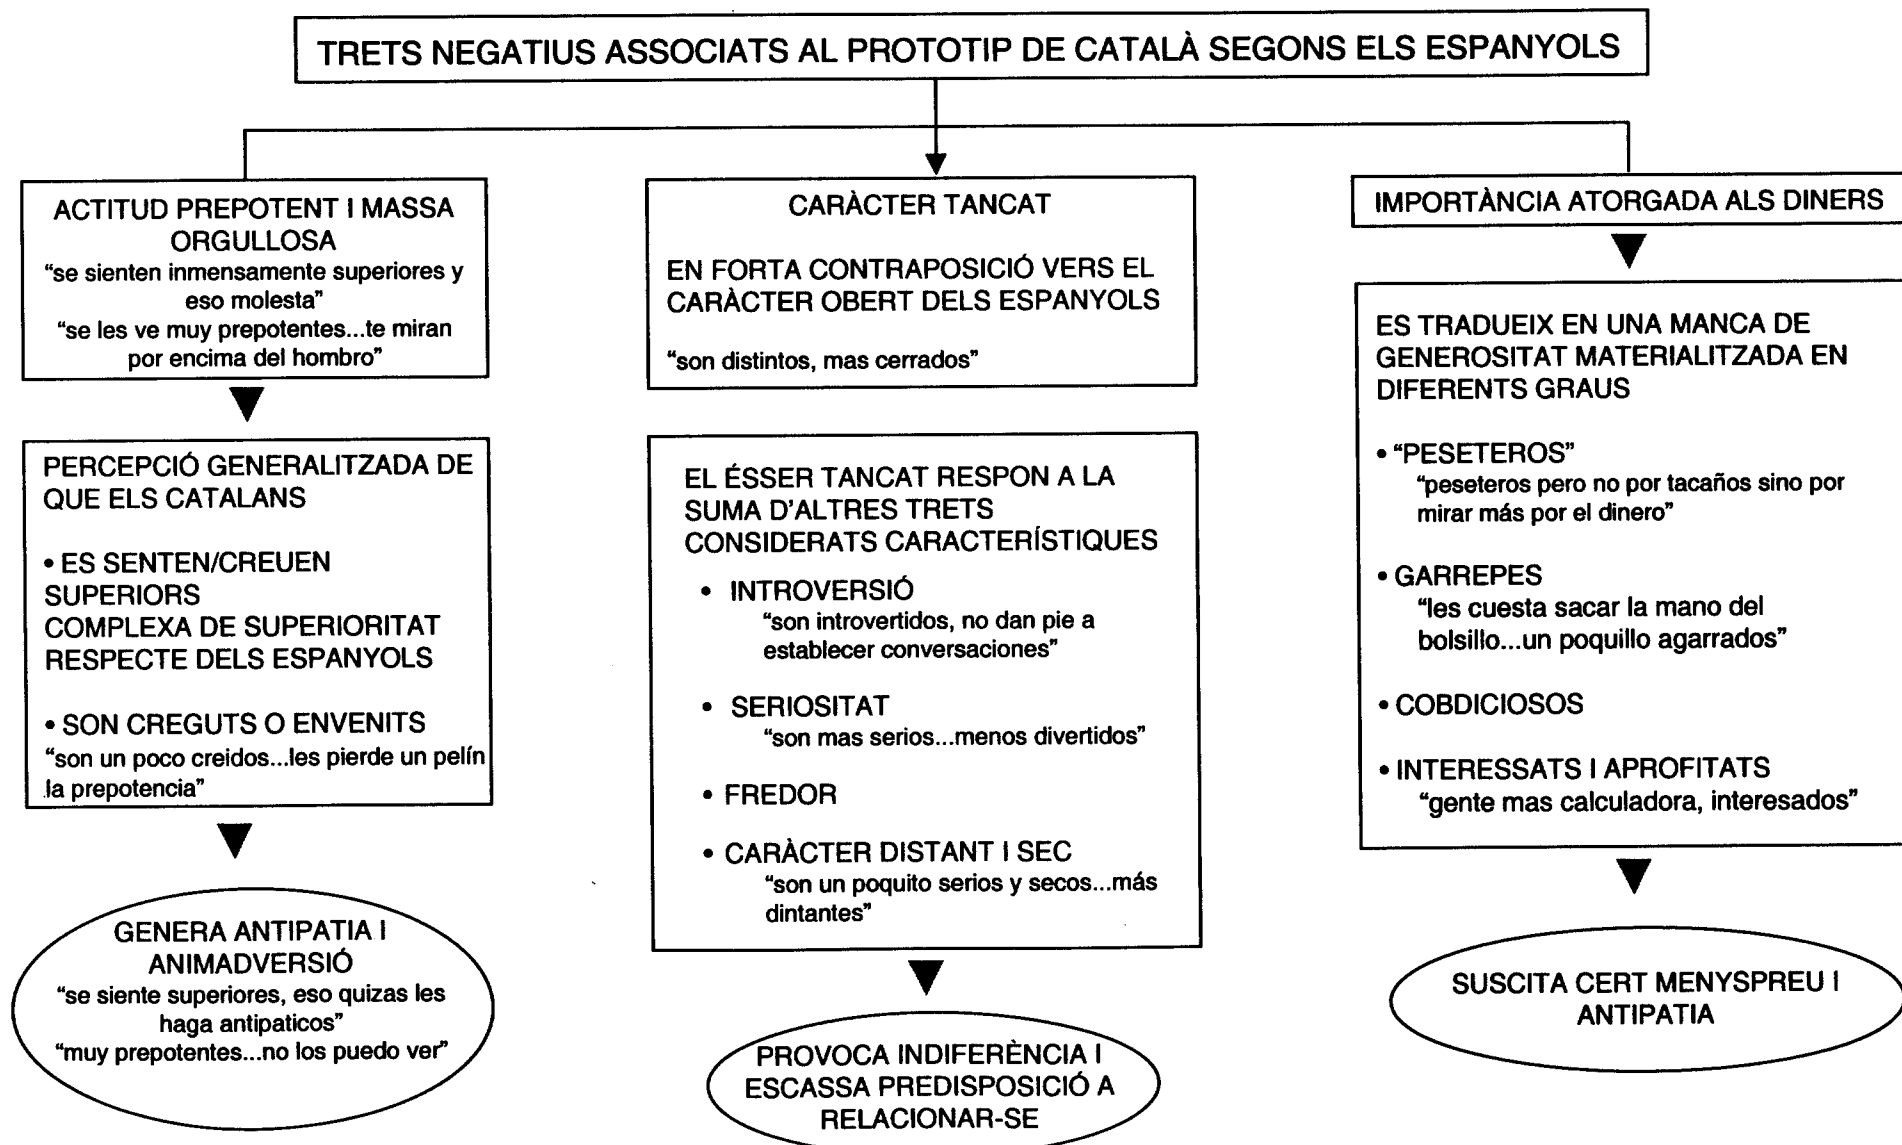 TRETS NEGATIUS ASSOCIATS AL PROTOTIP DE CATALÀ SEGONS ELS ESPANYOLS
ACTITUD PREPOTENT I MASSA
ORGULLOSA
“se sienten inmensamente superiores y
eso molesta”
“se les ve muy prepotentes...te miran
por encima del hombro”
PERCEPCIÓ GENERALITZADA DE
QUE ELS CATALANS
• ES SENTEN/CREUEN
SUPERIORS
COMPLEXA DE SUPERIORITAT
RESPECTE DELS ESPANYOLS
• SON CREGUTS O ENVENITS
“son un poco creidos...les pierde un pelín
la prepotencia”
GENERA ANTIPATIA I
ANIMADVERSIÓ
“se siente superiores, eso quizas les
haga antipaticos”
“muy prepotentes...no los puedo ver”
CARÀCTER TANCAT
EN FORTA CONTRAPOSICIÓ VERS EL
CARÀCTER OBERT DELS ESPANYOLS
“son distintos, mas cerrados”
EL ÉSSER TANCAT RESPON A LA
SUMA D'ALTRES TRETS
CONSIDERATS CARACTERÍSTIQUES
• INTROVERSIÓ
“son introvertidos, no dan pie a
establecer conversaciones”
• SERIOSITAT
“son mas serios...menos divertidos”
• FREDOR
• CARÀCTER DISTANT I SEC
“son un poquito serios y secos...más
dintantes”
PROVOCA INDIFERÈNCIA I
ESCASSA PREDISPOSICIÓ A
RELACIONAR-SE
IMPORTÀNCIA ATORGADA ALS DINERS
ES TRADUEIX EN UNA MANCA DE
GENEROSITAT MATERIALITZADA EN
DIFERENTS GRAUS
• “PESETEROS”
“peseteros pero no por tacaños sino por
mirar más por el dinero”
• GARREPES
“les cuesta sacar la mano del
bolsillo...un poquillo agarrados”
• COBDICIOSOS
• INTERESSATS I APROFITATS
“gente mas calculadora, interesados”
SUSCITA CERT MENYSPREU I
ANTIPATIA